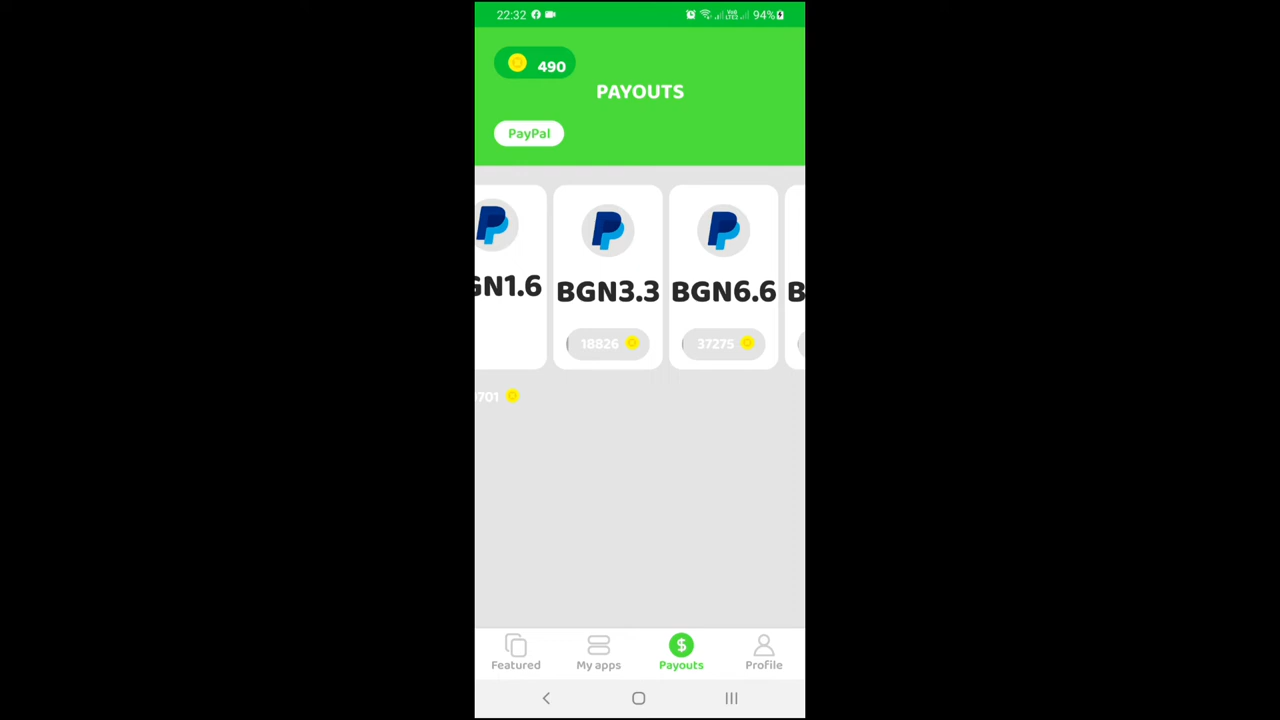 22:32 94%
490
PAYOUTS
PayPal
GN1.6 BGN3.3 BGN6.6 B
18826 37275
701
Featured My apps Payouts Profile